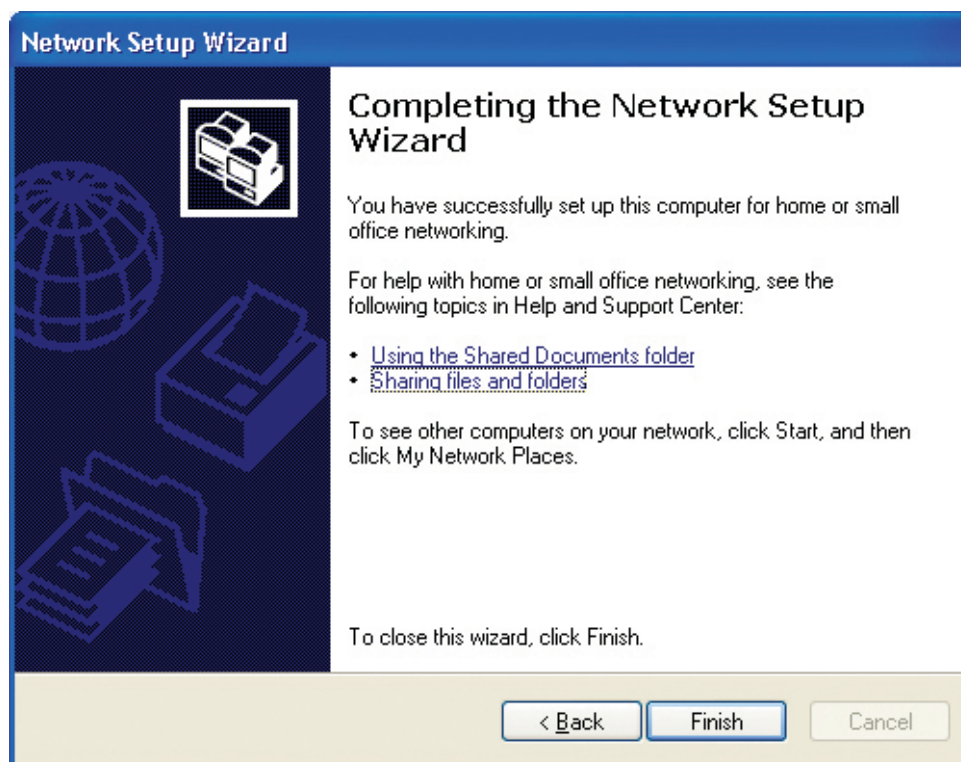 Network Setup Wizard
Completing the Network Setup
Wizard
You have successfully set up this computer for home or small
office networking.
For help with home or small office networking, see the
following topics in Help and Support Center:
• Using the Shared Documents folder
• Sharing files and folders
To see other computers on your network, click Start, and then
click My Network Places.
To close this wizard, click Finish.
< Back Finish Cancel